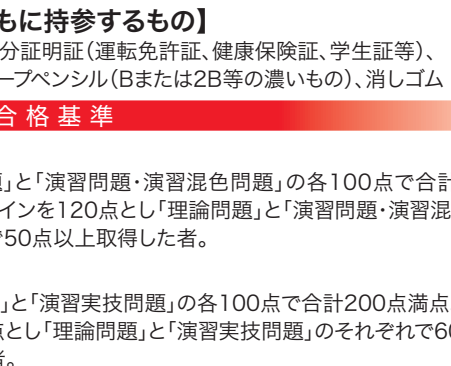 もに持参するもの】
分証明証（運転免許証、健康保険証、学生証等）、
ープペンシル（Bまたは2B等の濃いもの）、消しゴム
合格基準
」と「演習問題・演習混色問題」の各100点で合計
インを120点とし「理論問題」と「演習問題・演習混
で50点以上取得した者。
」と「演習実技問題」の各100点で合計200点満点
点とし「理論問題」と「演習実技問題」のそれぞれで60
者。